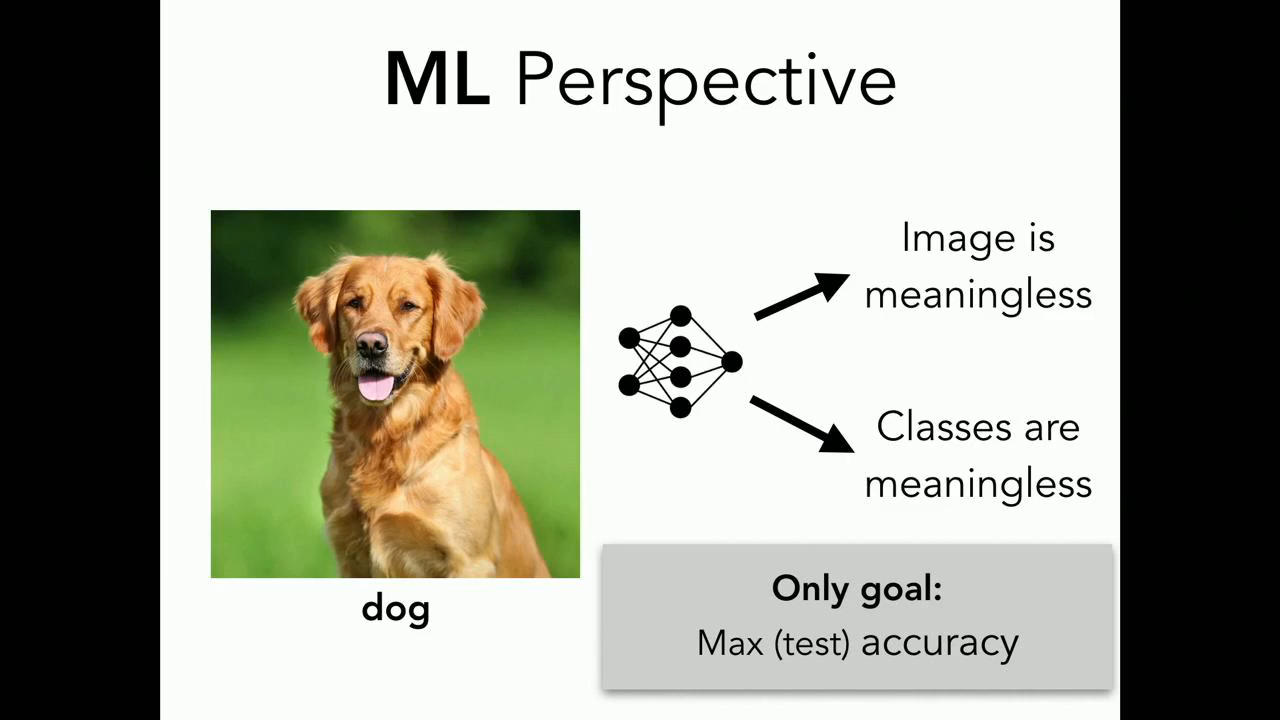 ML Perspective
Image is
meaningless
Classes are
meaningless
dog
Only goal:
Max (test) accuracy